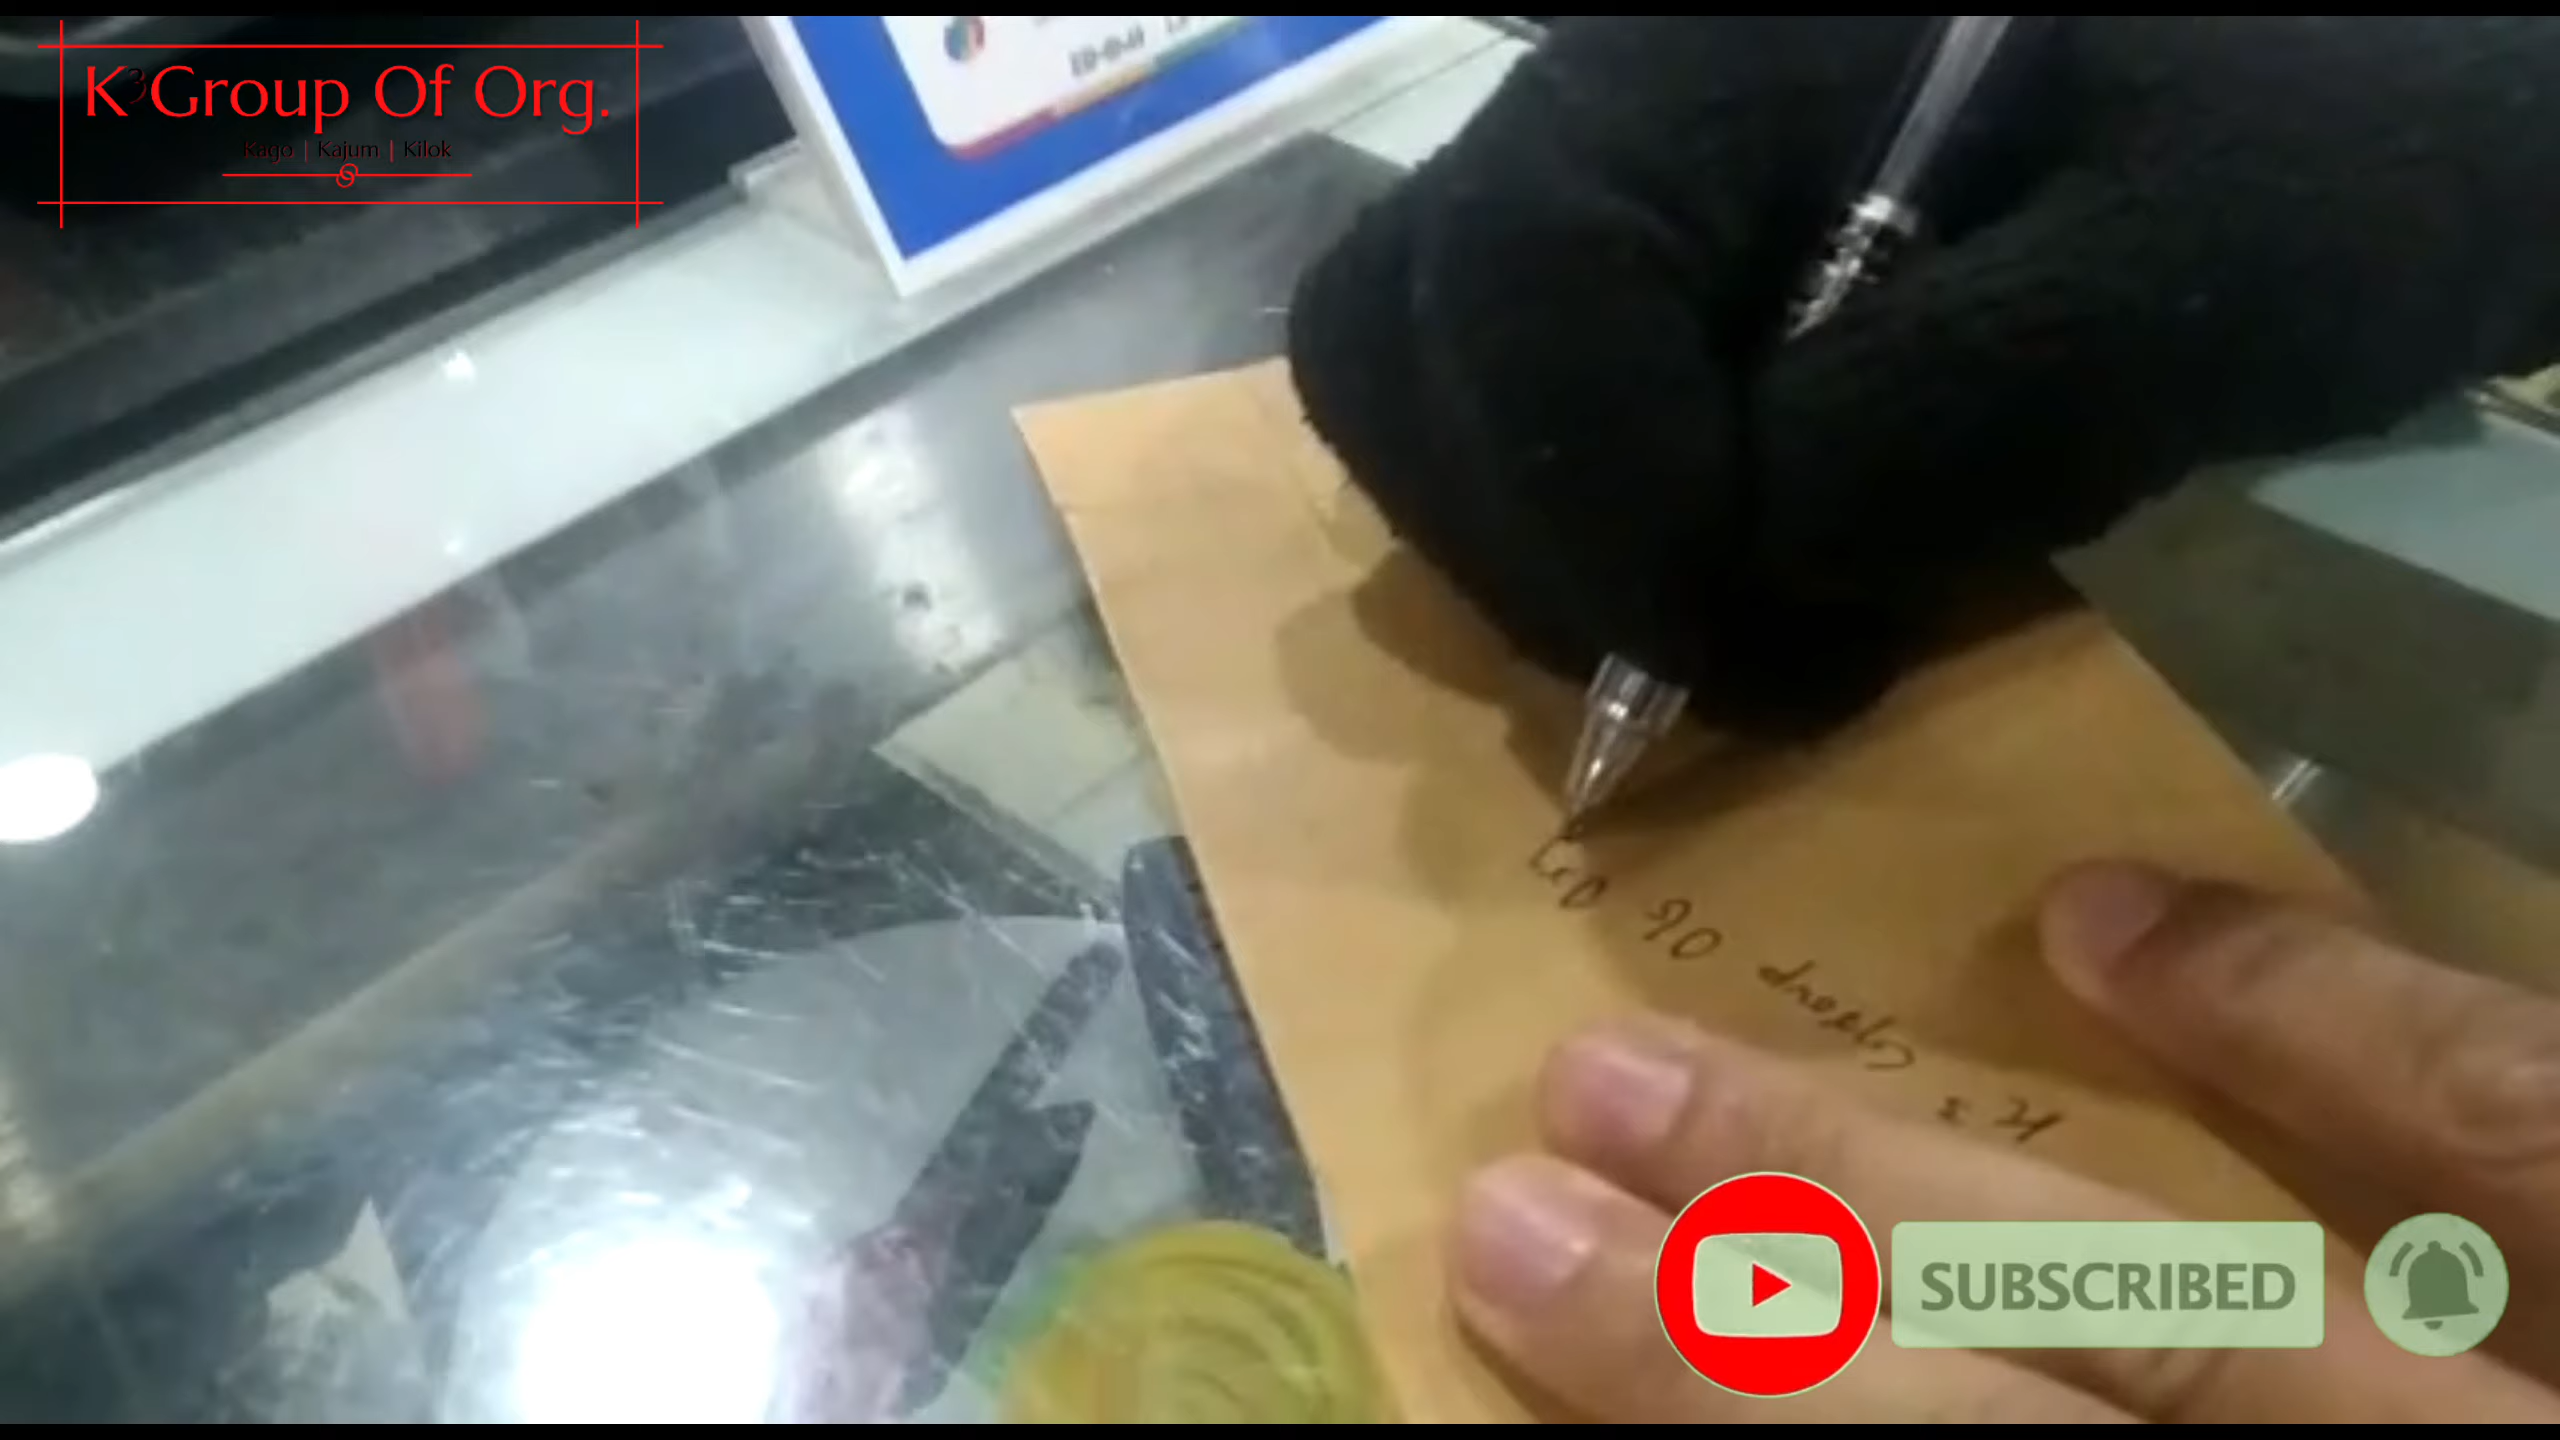 K3Group Of Org.
Kago | Kajum | Kilok
K3 Group Of Org
SUBSCRIBED